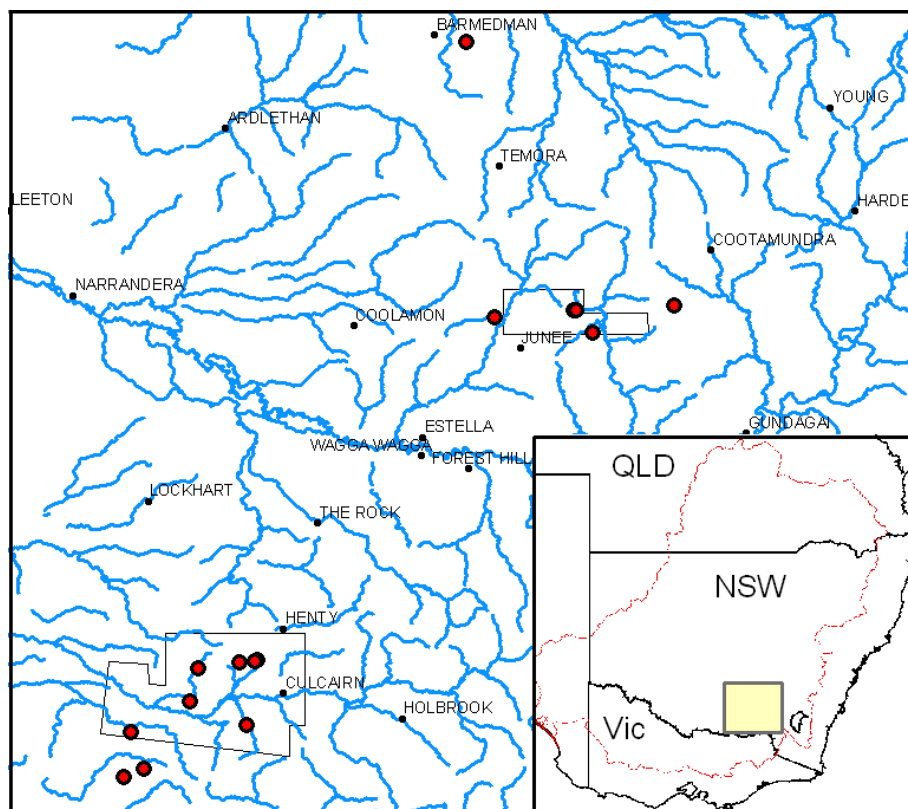 BARMEDMAN
YOUNG
ARDLETHAN
TEMORA
LEETON
HARDE
COOTAMUNDRA
NARRANDERA
COOLAMON
JUNEE
GUNDAGAI
ESTELLA
WAGGA WAGGA
FOREST HILL
QLD
LOCKHART
THE ROCK
NSW
HENTY
CULCAIRN
HOLBROOK
Vic